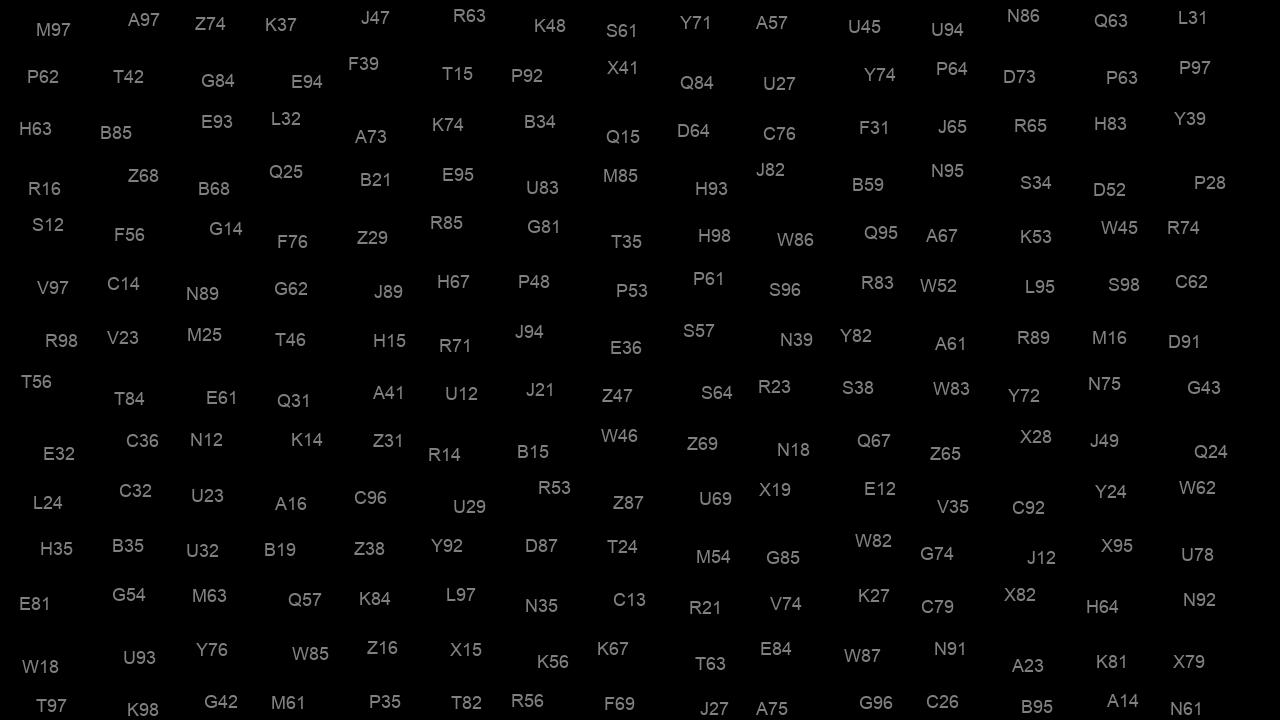 M97 A97 Z74 K37 J47 R63 K48 S61 Y71 A57 U45 U94 N86 Q63 L31
P62 T42 G84 E94 F39 T15 P92 X41 Q84 U27 Y74 P64 D73 P63 P97
H63 B85 E93 L32 A73 K74 B34 Q15 D64 C76 F31 J65 R65 H83 Y39
R16 Z68 B68 Q25 B21 E95 U83 M85 H93 J82 B59 N95 S34 D52 P28
S12 F56 G14 F76 Z29 R85 G81 T35 H98 W86 Q95 A67 K53 W45 R74
V97 C14 N89 G62 J89 H67 P48 P53 P61 S96 R83 W52 L95 S98 C62
R98 V23 M25 T46 H15 R71 J94 E36 S57 N39 Y82 A61 R89 M16 D91
T56 T84 E61 Q31 A41 U12 J21 Z47 S64 R23 S38 W83 Y72 N75 G43
E32 C36 N12 K14 Z31 R14 B15 W46 Z69 N18 Q67 Z65 X28 J49 Q24
L24 C32 U23 A16 C96 U29 R53 Z87 U69 X19 E12 V35 C92 Y24 W62
H35 B35 U32 B19 Z38 Y92 D87 T24 M54 G85 W82 G74 J12 X95 U78
E81 G54 M63 Q57 K84 L97 N35 C13 R21 V74 K27 C79 X82 H64 N92
W18 U93 Y76 W85 Z16 X15 K56 K67 T63 E84 W87 N91 A23 K81 X79
T97 K98 G42 M61 P35 T82 R56 F69 J27 A75 G96 C26 B95 A14 N61